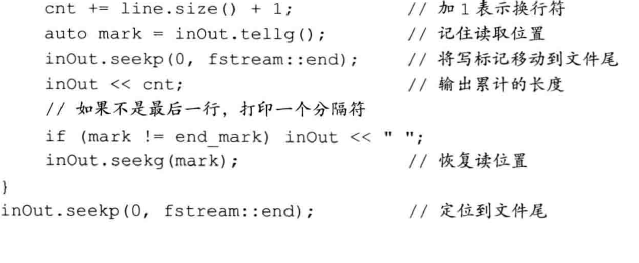 cnt += line.size() + 1;            // 加1表示换行符
    auto mark = inOut.tellg();         // 记住读取位置
    inOut.seekp(0, fstream::end);      // 将写标记移动到文件尾
    inOut << cnt;                      // 输出累计的长度
    // 如果不是最后一行，打印一个分隔符
    if (mark != end_mark) inOut << " ";
    inOut.seekg(mark);                 // 恢复读位置
}
inOut.seekp(0, fstream::end);          // 定位到文件尾